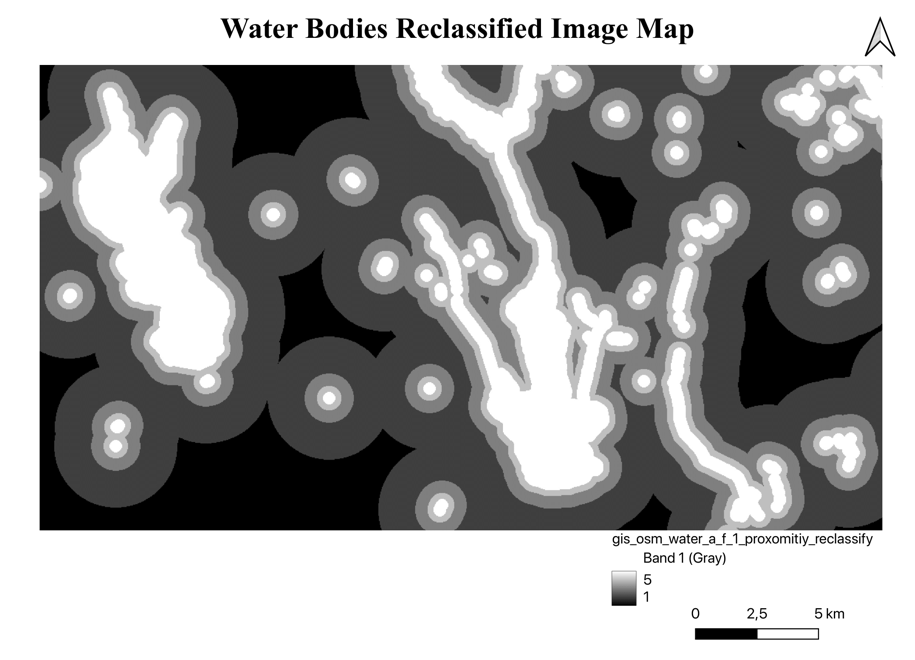 Water Bodies Reclassified Image Map
gis_osm_water_a_f_1_proxomitiy_reclassify
Band 1 (Gray)
5
1
0 2,5 5 km